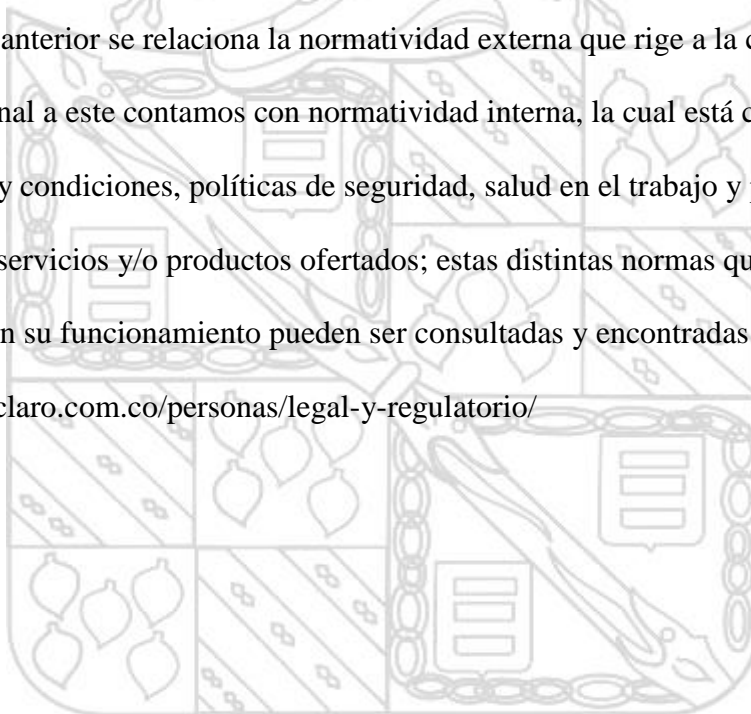 anterior se relaciona la normatividad externa que rige a la
nal a este contamos con normatividad interna, la cual está
y condiciones, políticas de seguridad, salud en el trabajo y
servicios y/o productos ofertados; estas distintas normas
n su funcionamiento pueden ser consultadas y encontradas
claro.com.co/personas/legal-y-regulatorio/